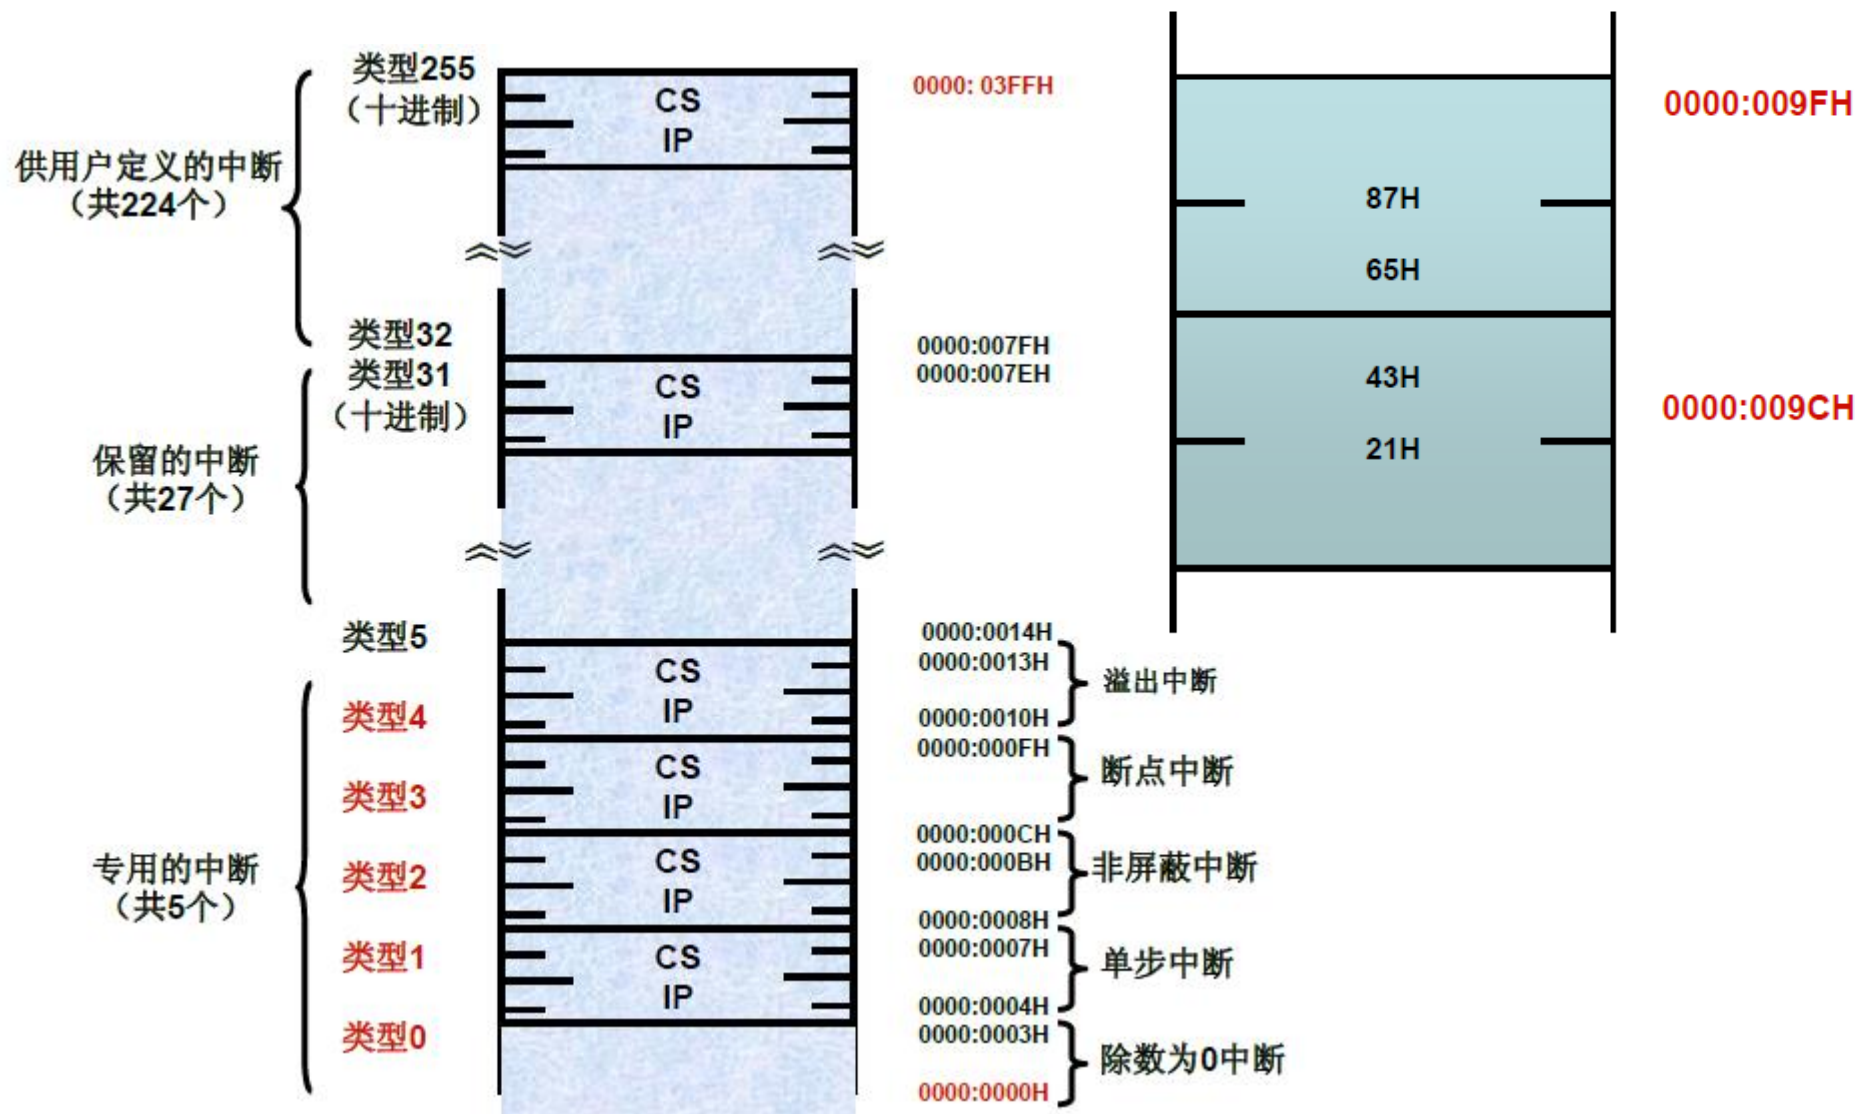 类型255
（十进制）
供用户定义的中断
（共224个）
类型32
类型31
（十进制）
保留的中断
（共27个）
类型5
类型4
类型3
专用的中断
（共5个）
类型2
类型1
类型0
CS
IP
CS
IP
CS
IP
CS
IP
CS
IP
CS
IP
0000: 03FFH
0000:007FH
0000:007EH
0000:0014H
0000:0013H
0000:0010H
0000:000FH
0000:000CH
0000:000BH
0000:0008H
0000:0007H
0000:0004H
0000:0003H
0000:0000H
溢出中断
断点中断
非屏蔽中断
单步中断
除数为0中断
87H
65H
43H
21H
0000:009FH
0000:009CH